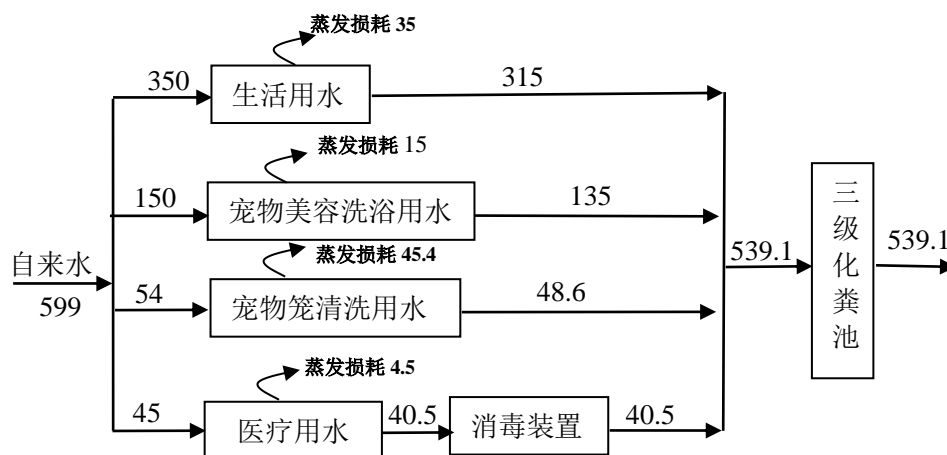 蒸发损耗 35
350
生活用水
315
蒸发损耗 15
150
宠物美容洗浴用水
135
自来水
599
蒸发损耗 45.4
54
宠物笼清洗用水
48.6
539.1
三级化粪池
539.1
蒸发损耗 4.5
45
医疗用水
40.5
消毒装置
40.5